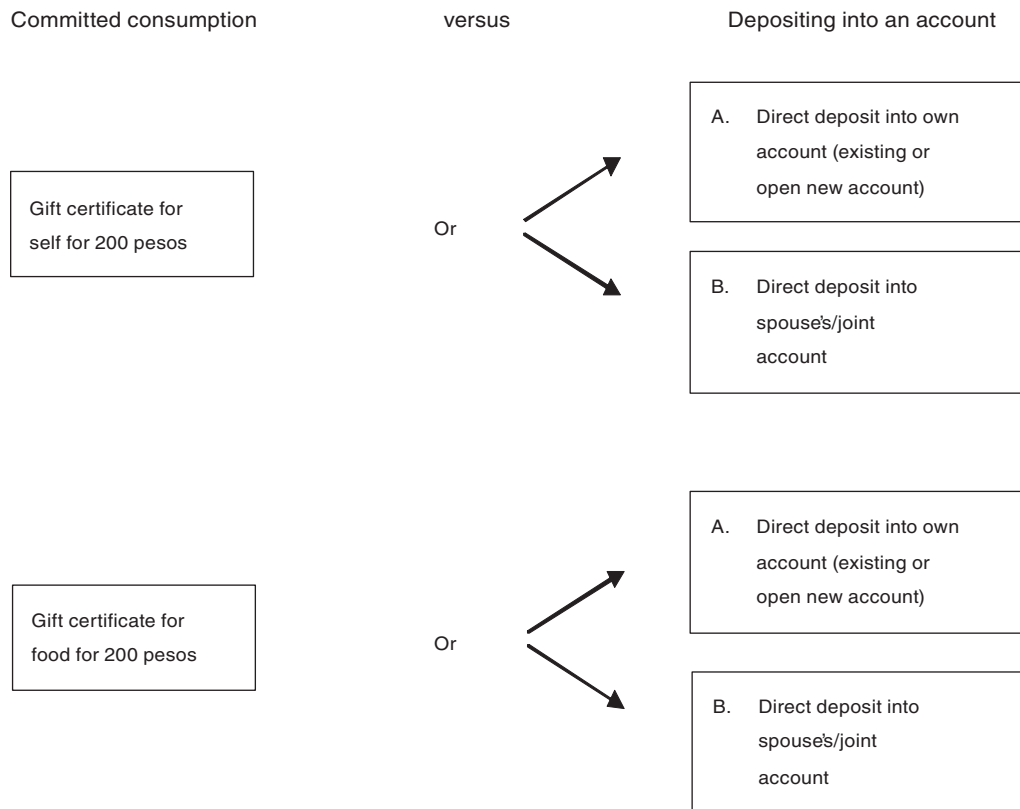 Committed consumption versus Depositing into an account
Gift certificate for
self for 200 pesos
Or
A. Direct deposit into own
account (existing or
open new account)
B. Direct deposit into
spouse's/joint
account
Gift certificate for
food for 200 pesos
Or
A. Direct deposit into own
account (existing or
open new account)
B. Direct deposit into
spouse's/joint
account